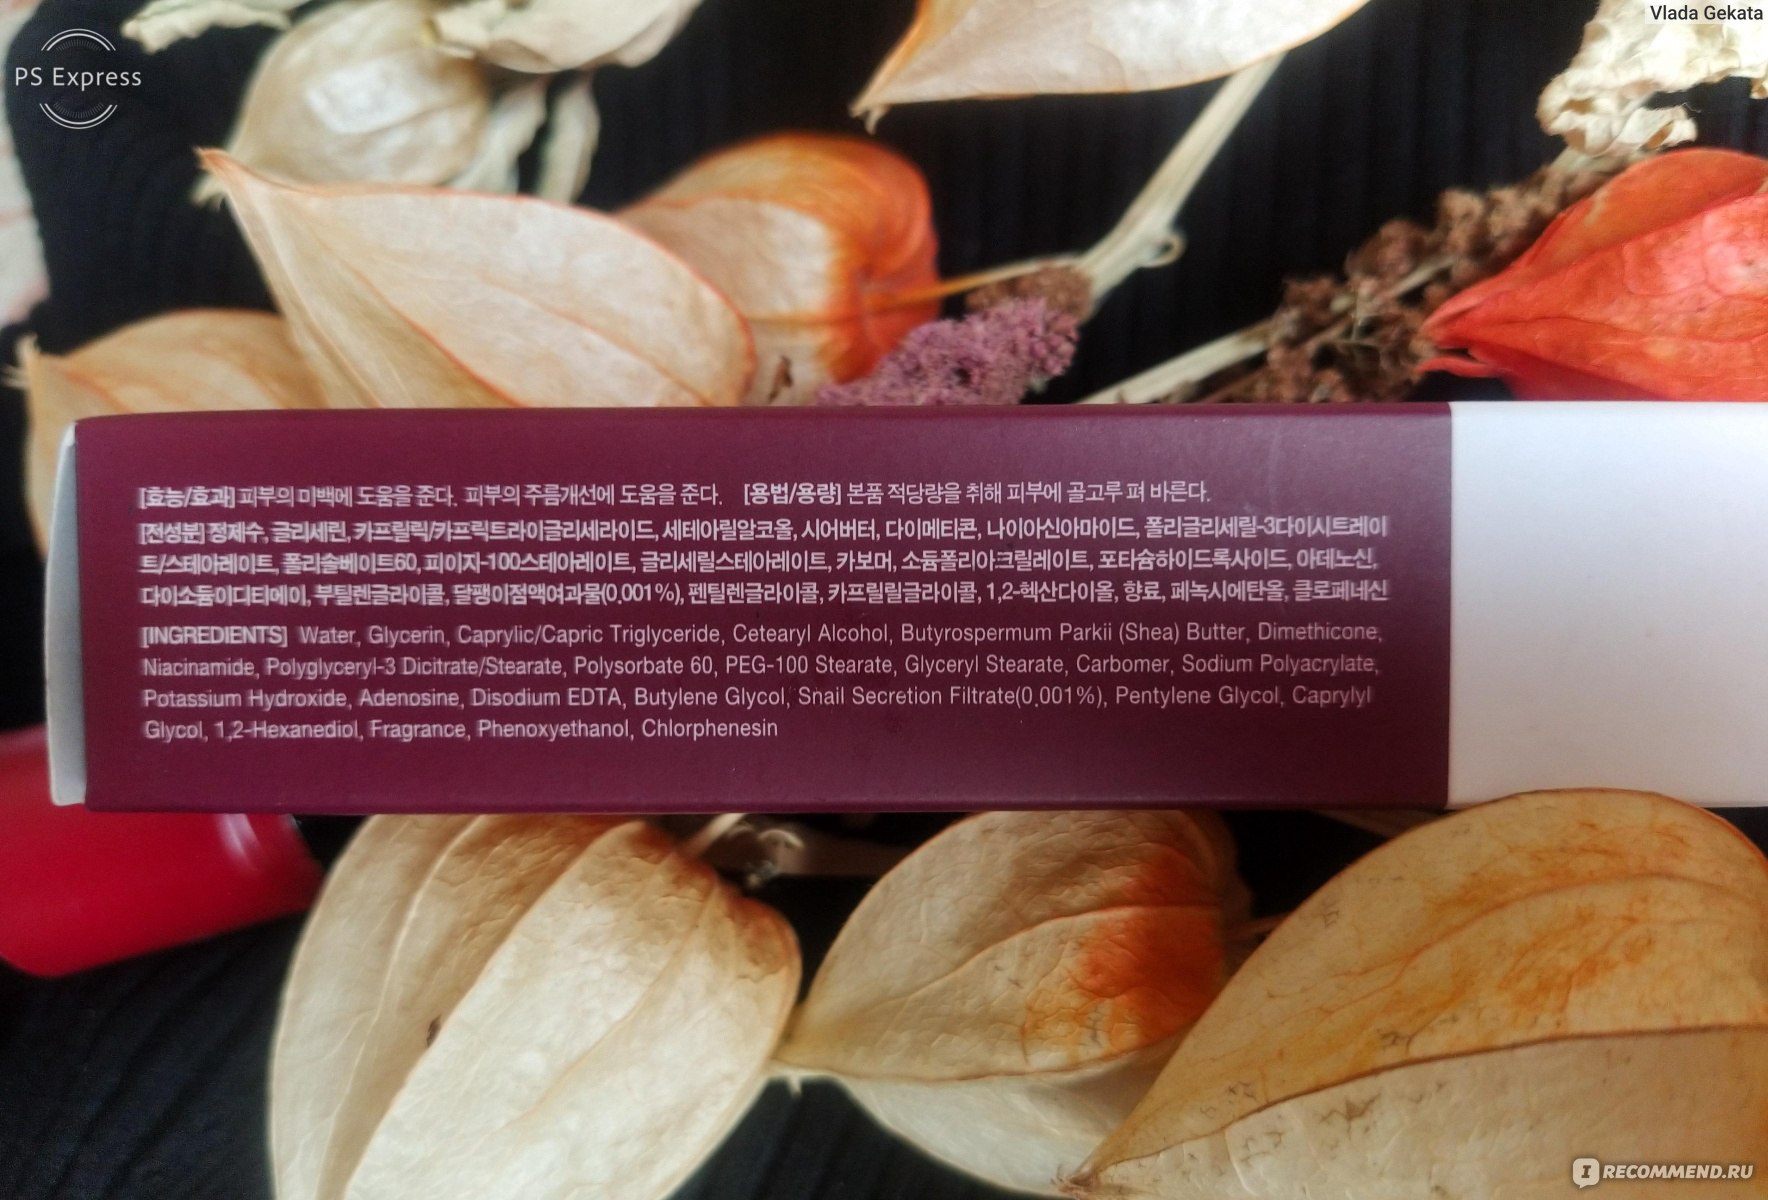 Vlada Gekata
PS Express
[효능/효과] 피부의 미백에 도움을 준다. 피부의 주름개선에 도움을 준다. [용법/용량] 본품 적당량을 취해 피부에 골고루 펴 바른다.
[전성분] 정제수, 글리세린, 카프릴릭/카프릭트라이글리세라이드, 세테아릴알코올, 시어버터, 다이메티콘, 나이아신아마이드, 폴리글리세릴-3다이시트레이
트/스테아레이트, 폴리솔베이트60, 피이지-100스테아레이트, 글리세릴스테아레이트, 카보머, 소듐폴리아크릴레이트, 포타슘하이드록사이드, 아데노신,
다이소듐이디티에이, 부틸렌글라이콜, 달팽이점액여과물(0.001%), 펜틸렌글라이콜, 카프릴릴글라이콜, 1,2-헥산다이올, 향료, 페녹시에탄올, 클로페네신
[INGREDIENTS] Water, Glycerin, Caprylic/Capric Triglyceride, Cetearyl Alcohol, Butyrospermum Parkii (Shea) Butter, Dimethicone,
Niacinamide, Polyglyceryl-3 Dicitrate/Stearate, Polysorbate 60, PEG-100 Stearate, Glyceryl Stearate, Carbomer, Sodium Polyacrylate,
Potassium Hydroxide, Adenosine, Disodium EDTA, Butylene Glycol, Snail Secretion Filtrate(0.001%), Pentylene Glycol, Caprylyl
Glycol, 1,2-Hexanediol, Fragrance, Phenoxyethanol, Chlorphenesin
IRECOMMEND.RU